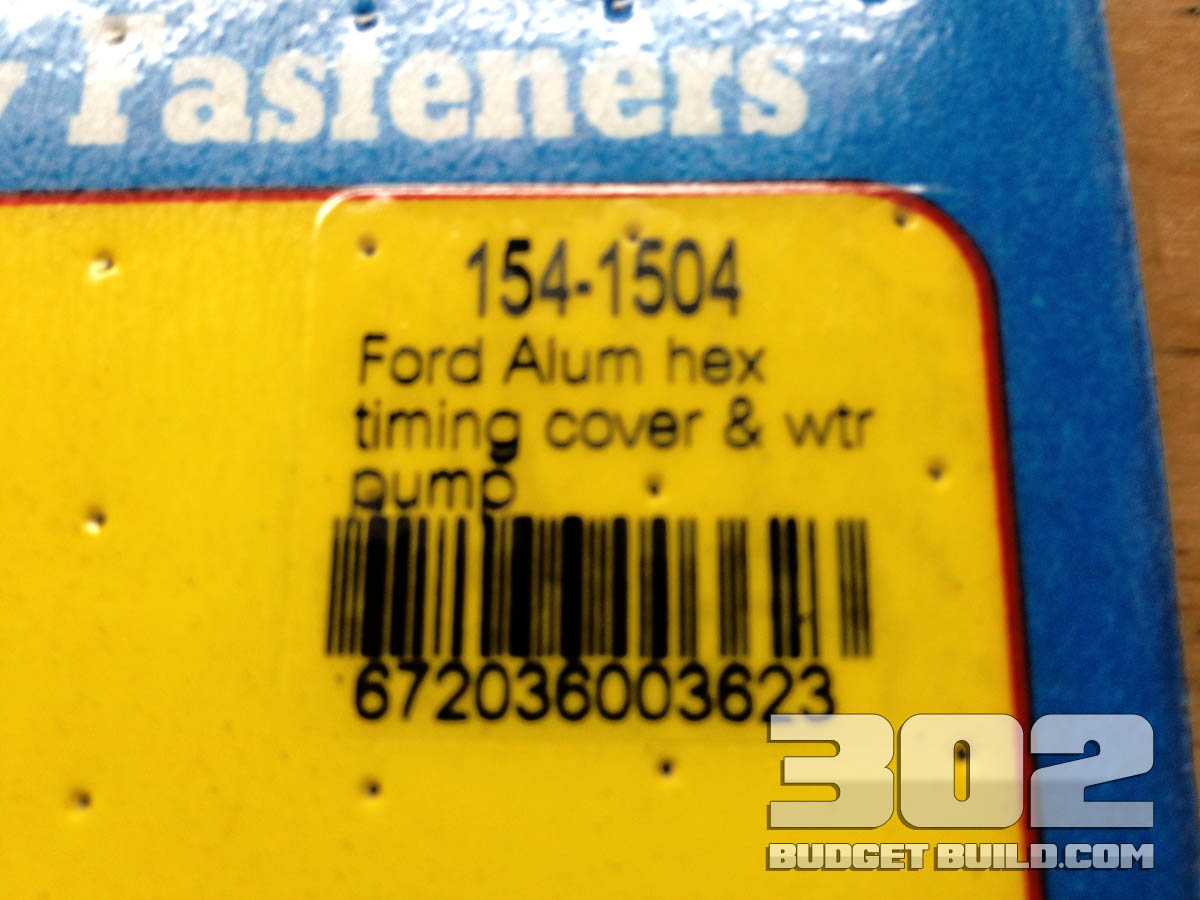 y Fasteners
154-1504
Ford Alum hex
timing cover & wtr
pump
672036003623
302
BUDGET BUILD.COM